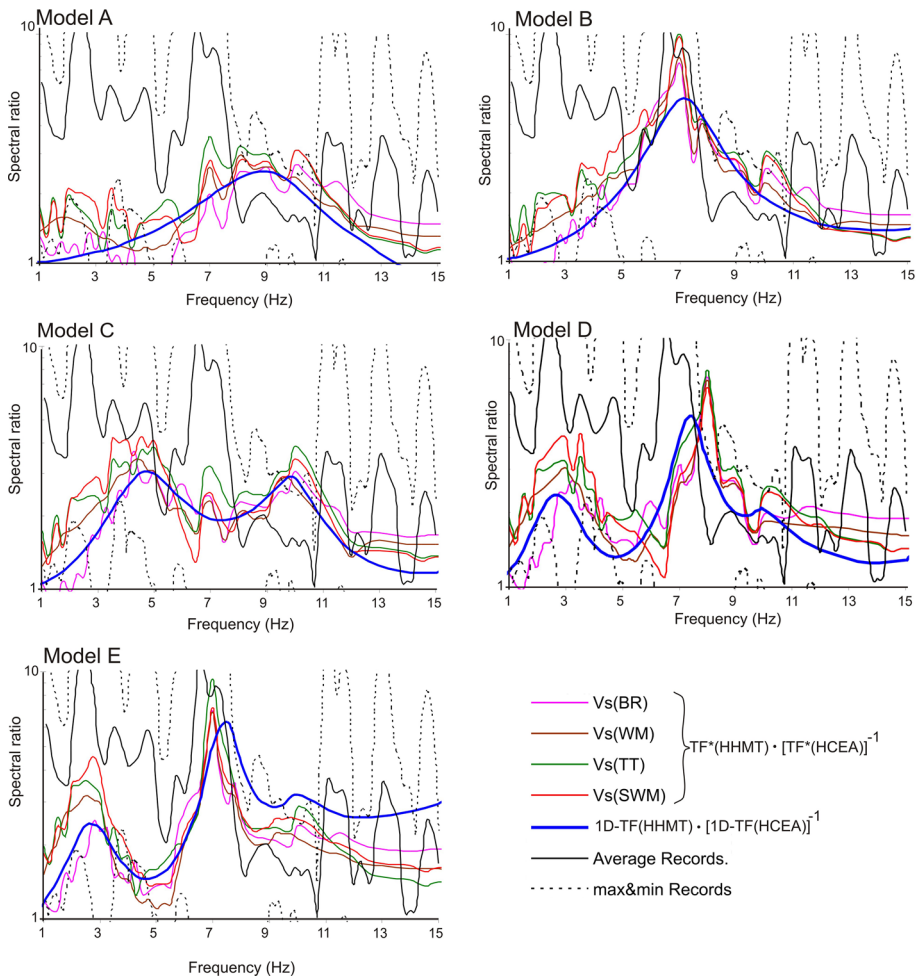 Model A
10
Spectral ratio
1
1 3 5 7 9 11 13 15
Frequency (Hz)
Model B
10
Spectral ratio
1
1 3 5 7 9 11 13 15
Frequency (Hz)
Model C
10
Spectral ratio
1
1 3 5 7 9 11 13 15
Frequency (Hz)
Model D
10
Spectral ratio
1
1 3 5 7 9 11 13 15
Frequency (Hz)
Model E
10
Spectral ratio
1
1 3 5 7 9 11 13 15
Frequency (Hz)
Vs(BR)
Vs(WM)
Vs(TT)
Vs(SWM)
TF*(HHMT) • [TF*(HCEA)]⁻¹
1D-TF(HHMT) • [1D-TF(HCEA)]⁻¹
Average Records.
max&min Records